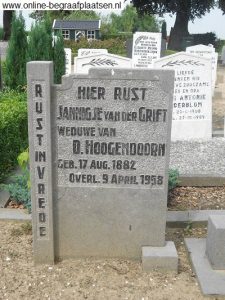 www.online-begraafplaatsen.nl
HIER RUST
JANNIGJE VAN DER GRIFT
WEDUWE VAN
D. HOOGENDOORN
GEB. 17 AUG. 1882
OVERL. 9 APRIL 1958
RUST IN VREDE